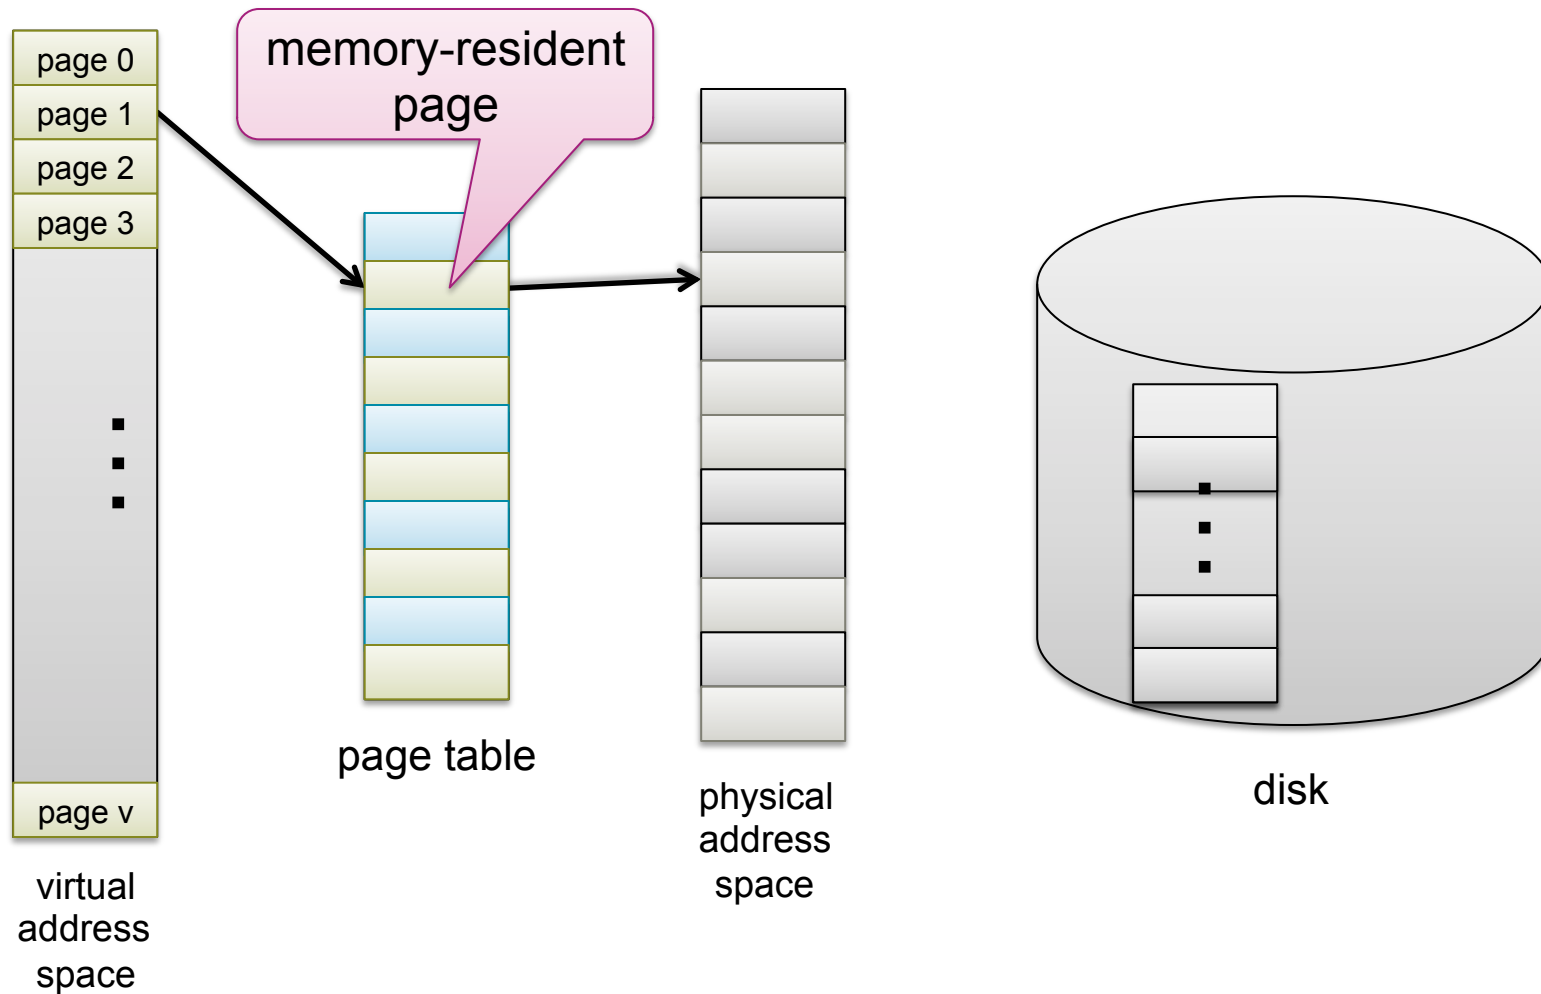 page 0
page 1
page 2
page 3
page v
virtual
address
space
memory-resident
page
page table
physical
address
space
disk